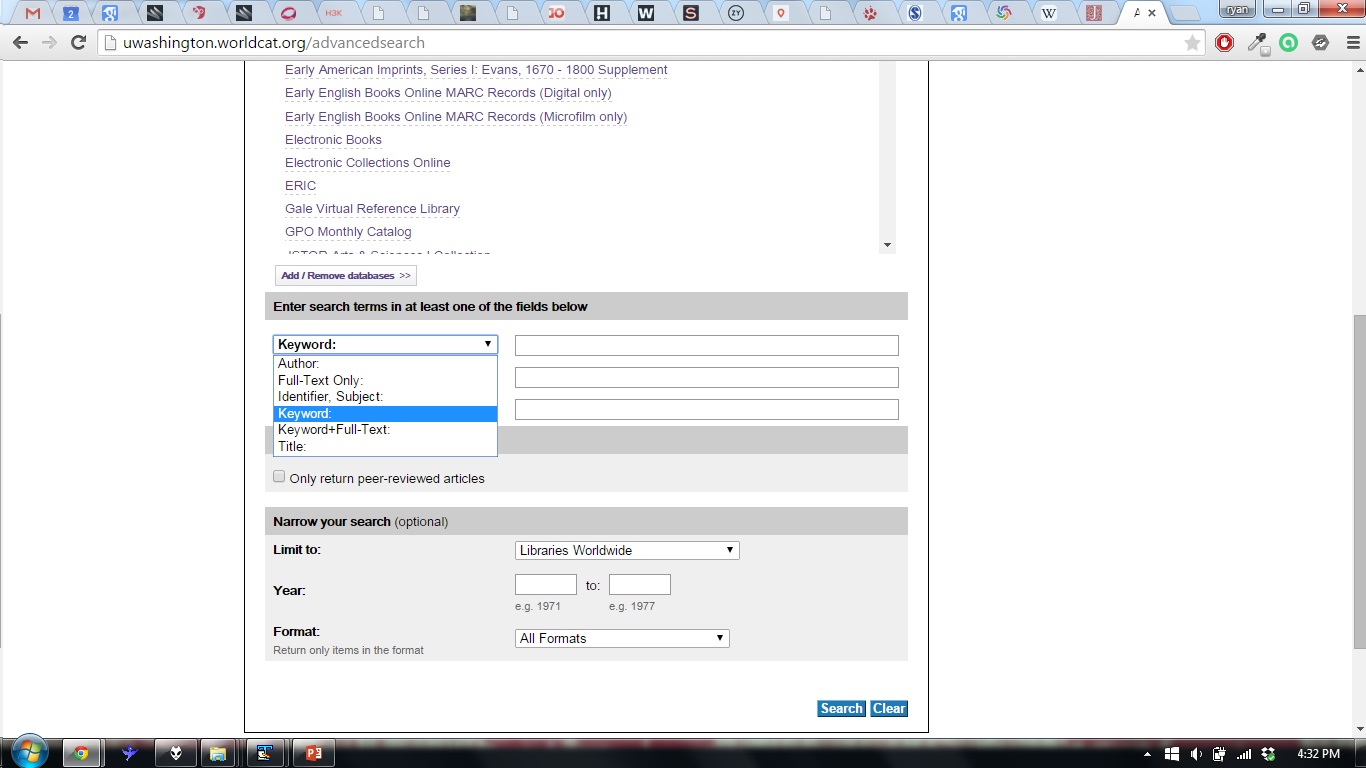 M 2 H3K JO H W S ZY W A × ryan
uwashington.worldcat.org/advancedsearch
Early American Imprints, Series I: Evans, 1670 - 1800 Supplement
Early English Books Online MARC Records (Digital only)
Early English Books Online MARC Records (Microfilm only)
Electronic Books
Electronic Collections Online
ERIC
Gale Virtual Reference Library
GPO Monthly Catalog
JSTOR Arts & Sciences I Collection
Add / Remove databases >>
Enter search terms in at least one of the fields below
Keyword:
Author:
Full-Text Only:
Identifier, Subject:
Keyword:
Keyword+Full-Text:
Title:
Only return peer-reviewed articles
Narrow your search (optional)
Limit to: Libraries Worldwide
Year: to:
e.g. 1971 e.g. 1977
Format: All Formats
Return only items in the format
Search Clear
4:32 PM